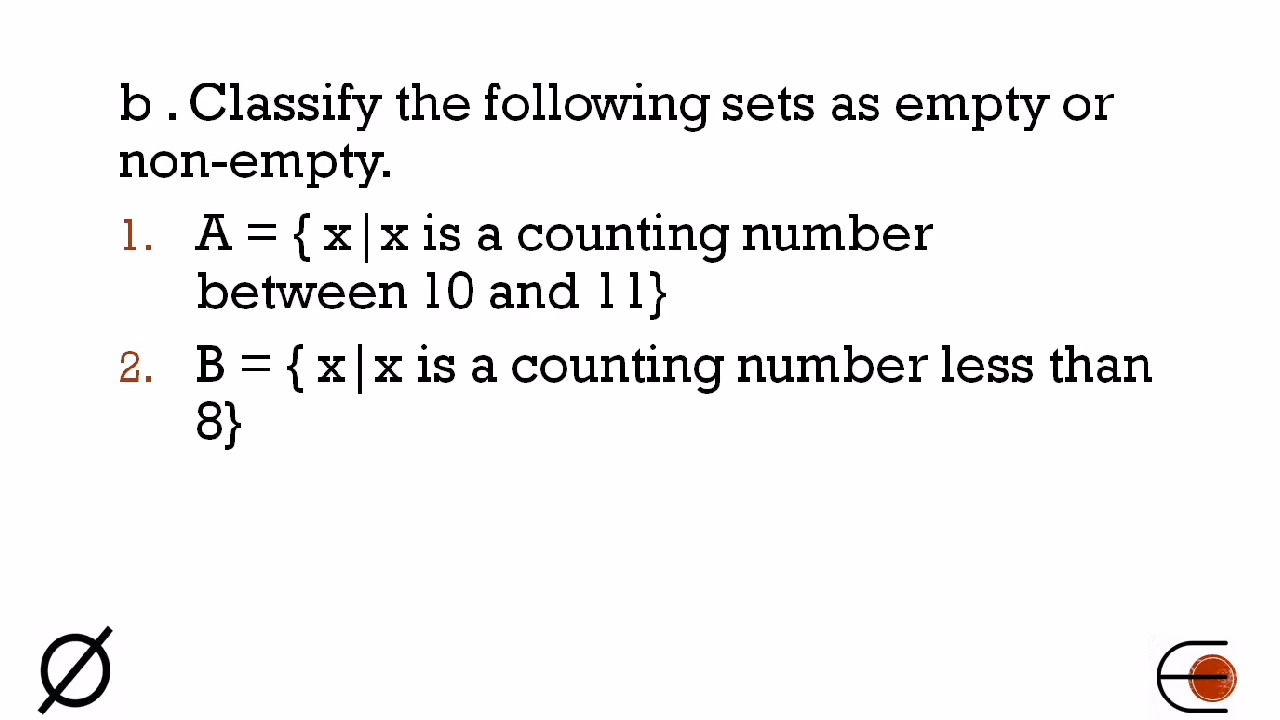 b . Classify the following sets as empty or
non-empty.
1. A = { x|x is a counting number
between 10 and 11}
2. B = { x|x is a counting number less than
8}
∅